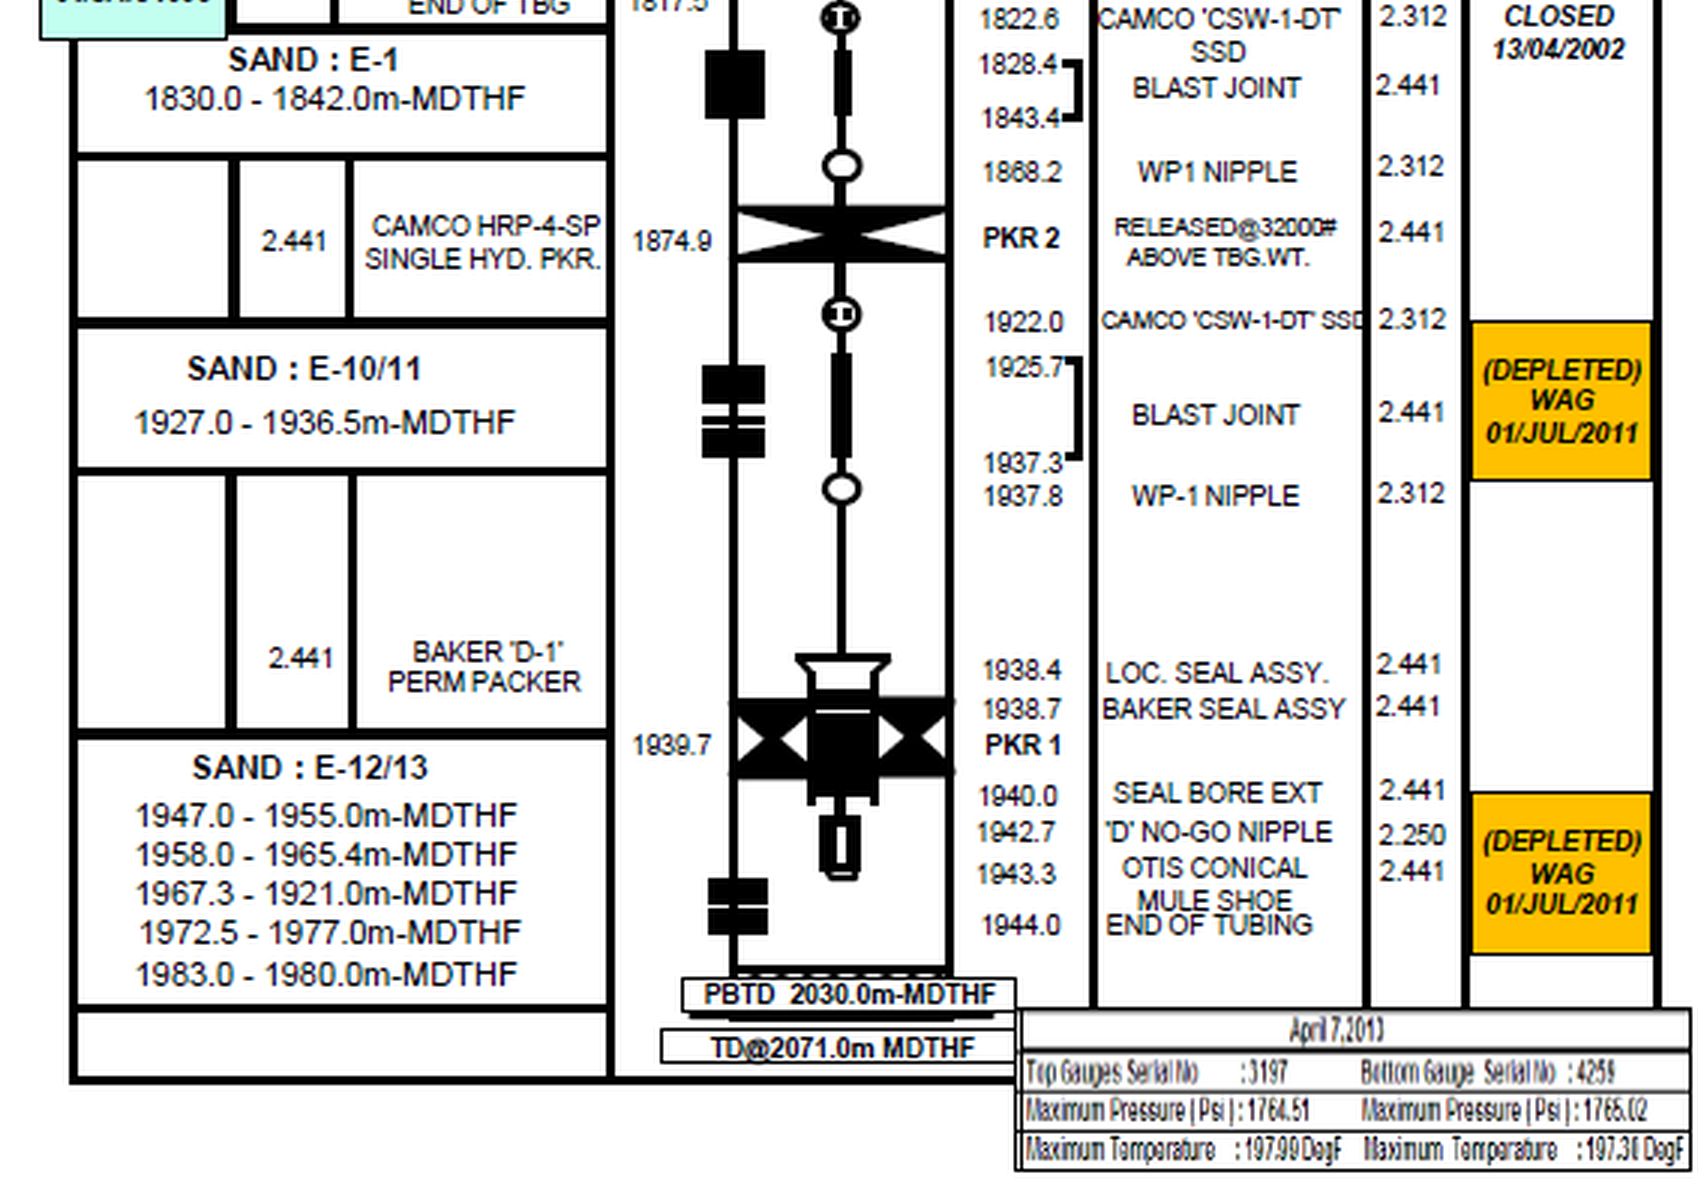 END OF TBG
1817.5
1822.6
CAMCO 'CSW-1-DT'
SSD
2.312
CLOSED
13/04/2002
SAND : E-1
1830.0 - 1842.0m-MDTHF
1828.4
BLAST JOINT
2.441
1843.4
1868.2
WP1 NIPPLE
2.312
2.441
CAMCO HRP-4-SP
SINGLE HYD. PKR.
1874.9
PKR 2
RELEASED@32000#
ABOVE TBG.WT.
2.441
1922.0
CAMCO 'CSW-1-DT' SSD
2.312
SAND : E-10/11
1927.0 - 1936.5m-MDTHF
1925.7
BLAST JOINT
2.441
1937.3
(DEPLETED)
WAG
01/JUL/2011
1937.8
WP-1 NIPPLE
2.312
2.441
BAKER 'D-1'
PERM PACKER
1938.4
LOC. SEAL ASSY.
2.441
1938.7
BAKER SEAL ASSY
2.441
1939.7
PKR 1
SAND : E-12/13
1947.0 - 1955.0m-MDTHF
1958.0 - 1965.4m-MDTHF
1967.3 - 1921.0m-MDTHF
1972.5 - 1977.0m-MDTHF
1983.0 - 1980.0m-MDTHF
1940.0
SEAL BORE EXT
2.441
1942.7
'D' NO-GO NIPPLE
2.250
1943.3
OTIS CONICAL
MULE SHOE
2.441
1944.0
END OF TUBING
(DEPLETED)
WAG
01/JUL/2011
PBTD 2030.0m-MDTHF
TD@2071.0m MDTHF
April 7,2013
Top Gauges Serial No : 3197 Bottom Gauge Serial No : 4259
Maximum Pressure ( Psi ) : 1764.51 Maximum Pressure ( Psi ) : 1765.02
Maximum Temperature : 197.99 DegF Maximum Temperature : 197.38 DegF